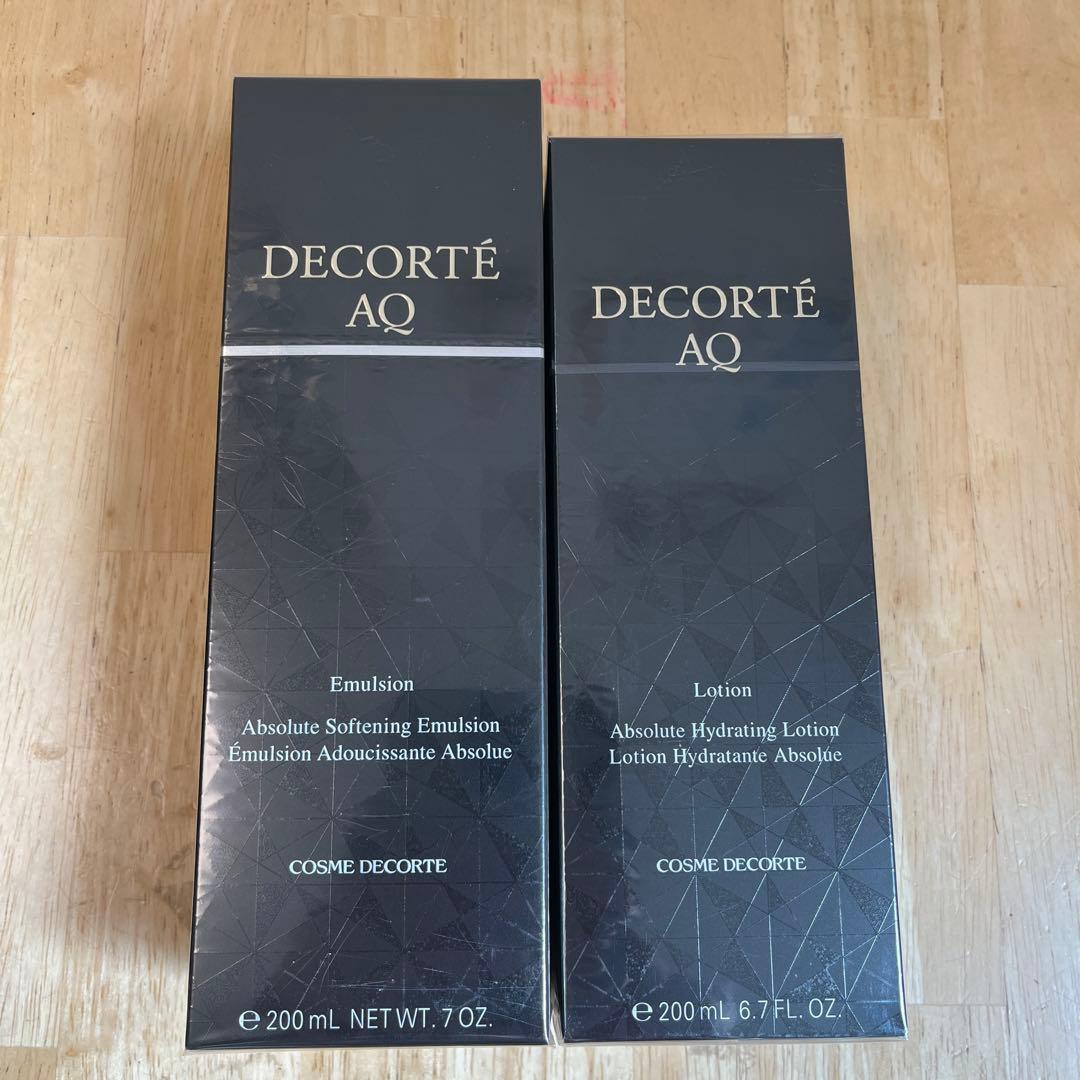 DECORTÉ
AQ
Emulsion
Absolute Softening Emulsion
Émulsion Adoucissante Absolue
COSME DECORTE
℮ 200 mL NET WT. 7 OZ.
DECORTÉ
AQ
Lotion
Absolute Hydrating Lotion
Lotion Hydratante Absolue
COSME DECORTE
℮ 200 mL 6.7 FL. OZ.